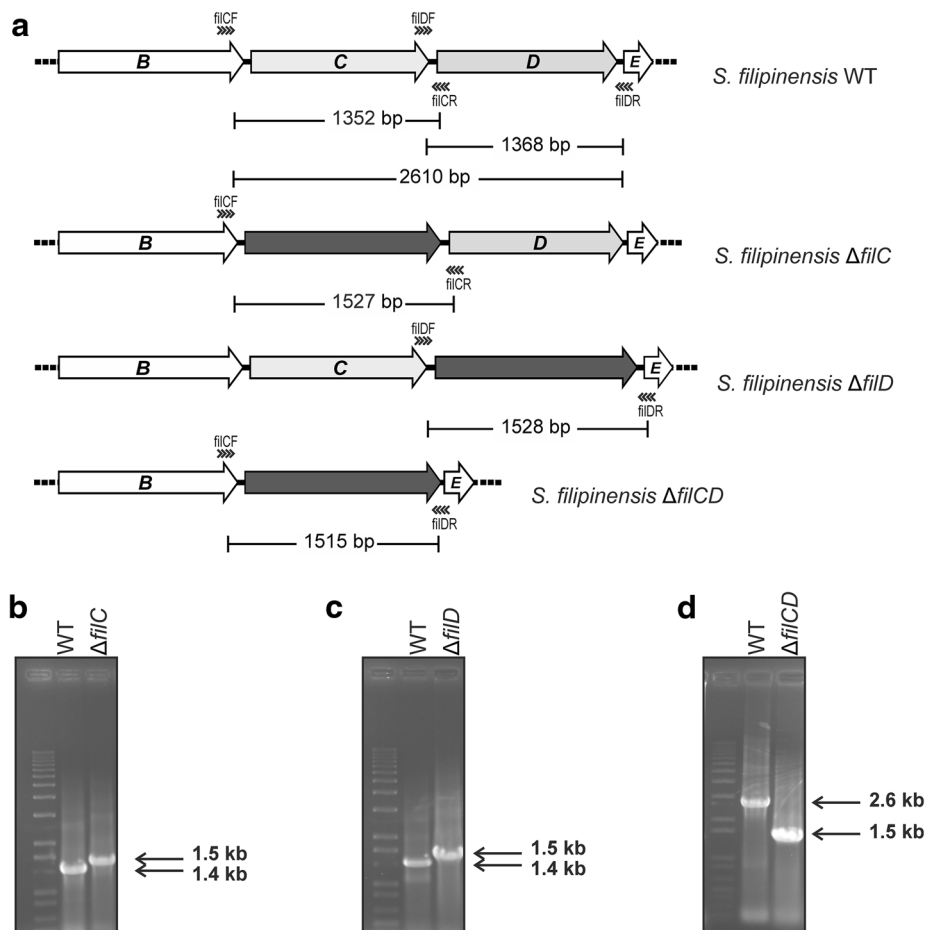 a
filCF
filDF
B
C
D
E
S. filipinensis WT
filCR
filDR
1352 bp
1368 bp
2610 bp
filCF
B
D
E
S. filipinensis ΔfilC
filCR
1527 bp
filDF
B
C
E
S. filipinensis ΔfilD
filDR
1528 bp
filCF
B
E
S. filipinensis ΔfilCD
filDR
1515 bp
b
WT
ΔfilC
1.5 kb
1.4 kb
c
WT
ΔfilD
1.5 kb
1.4 kb
d
WT
ΔfilCD
2.6 kb
1.5 kb